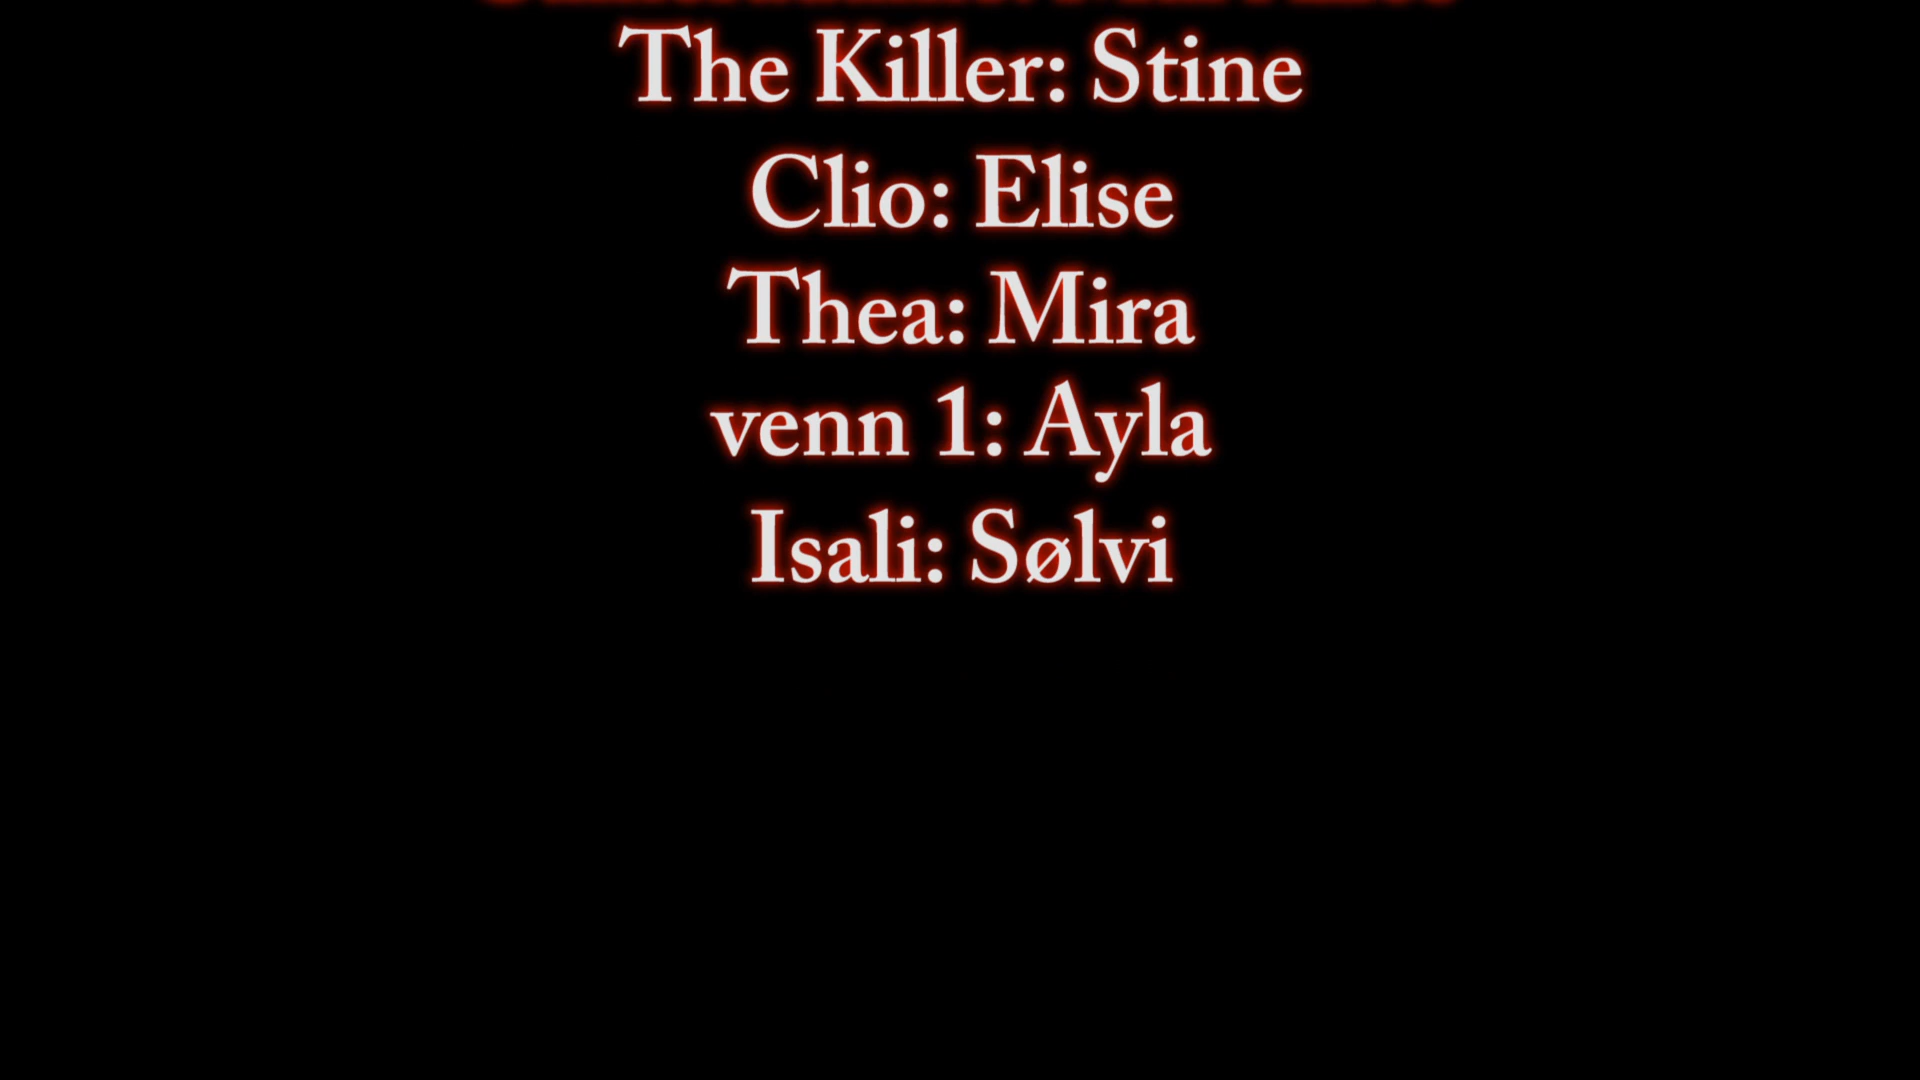 The Killer: Stine
Clio: Elise
Thea: Mira
venn 1: Ayla
Isali: Sølvi